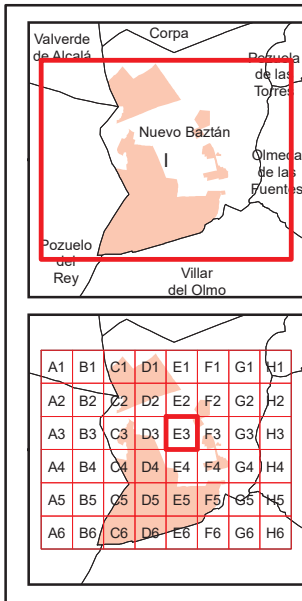 Valverde
de Alcalá
Corpa
Pozuela
de las
Torres
Nuevo Baztán
I
Olmeda
de las
Fuentes
Pozuelo
del
Rey
Villar
del Olmo
A1 B1 C1 D1 E1 F1 G1 H1
A2 B2 C2 D2 E2 F2 G2 H2
A3 B3 C3 D3 E3 F3 G3 H3
A4 B4 C4 D4 E4 F4 G4 H4
A5 B5 C5 D5 E5 F5 G5 H5
A6 B6 C6 D6 E6 F6 G6 H6